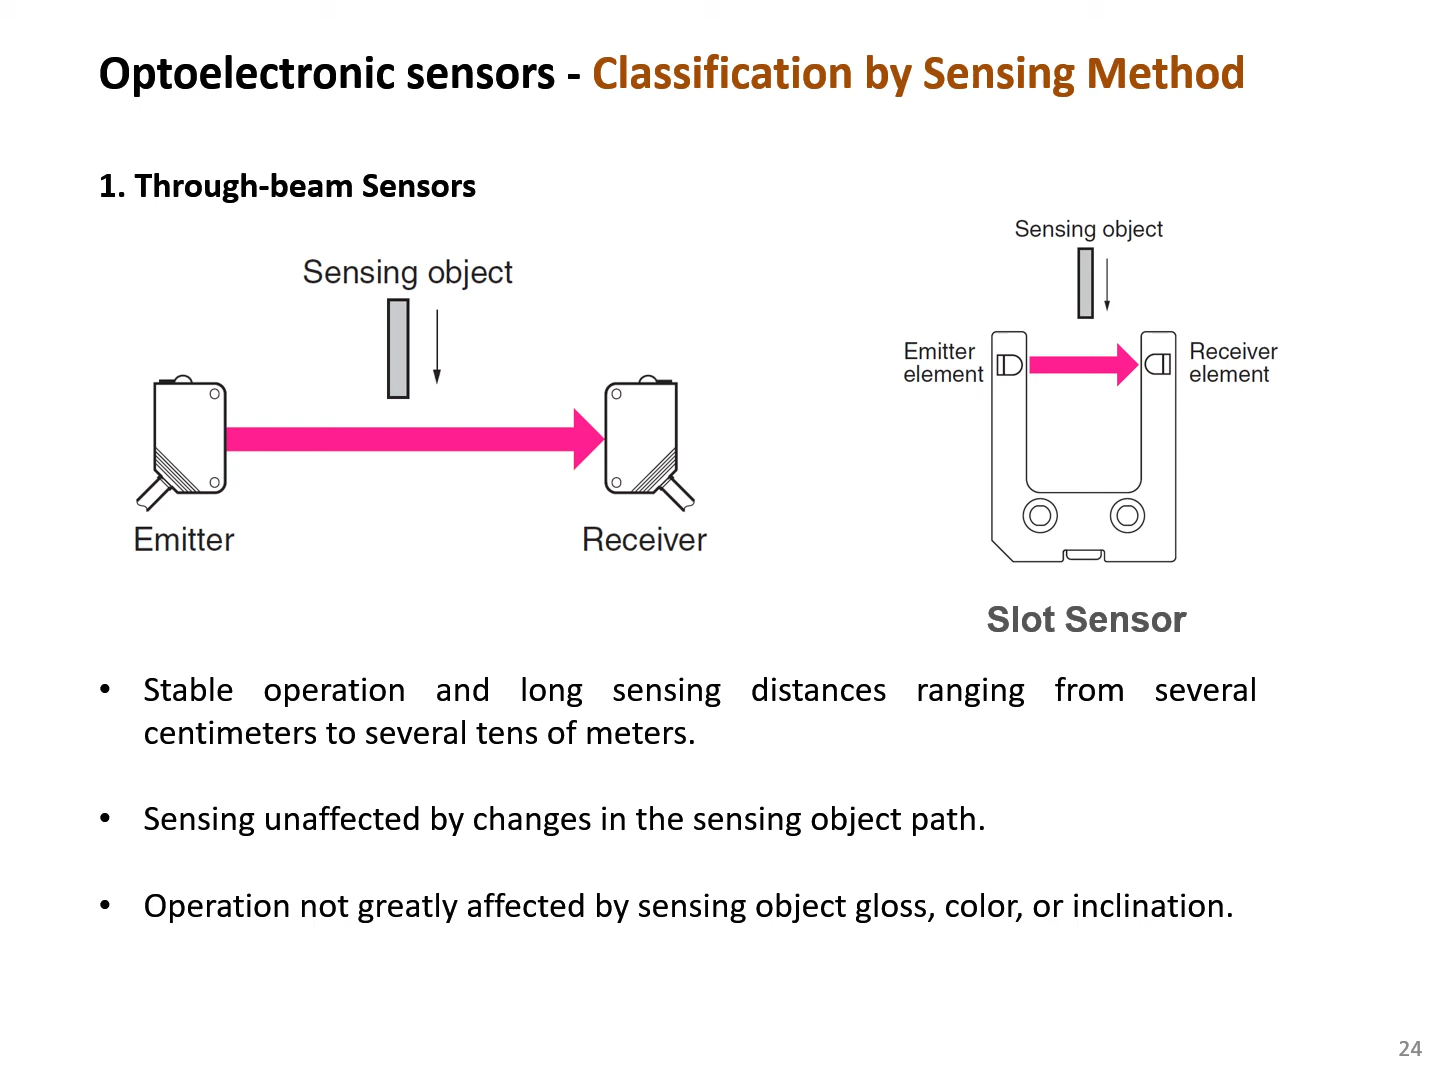 Optoelectronic sensors - Classification by Sensing Method
1. Through-beam Sensors
Sensing object
Emitter
Receiver
Sensing object
Emitter
element
Receiver
element
Slot Sensor
• Stable operation and long sensing distances ranging from several
centimeters to several tens of meters.
• Sensing unaffected by changes in the sensing object path.
• Operation not greatly affected by sensing object gloss, color, or inclination.
24